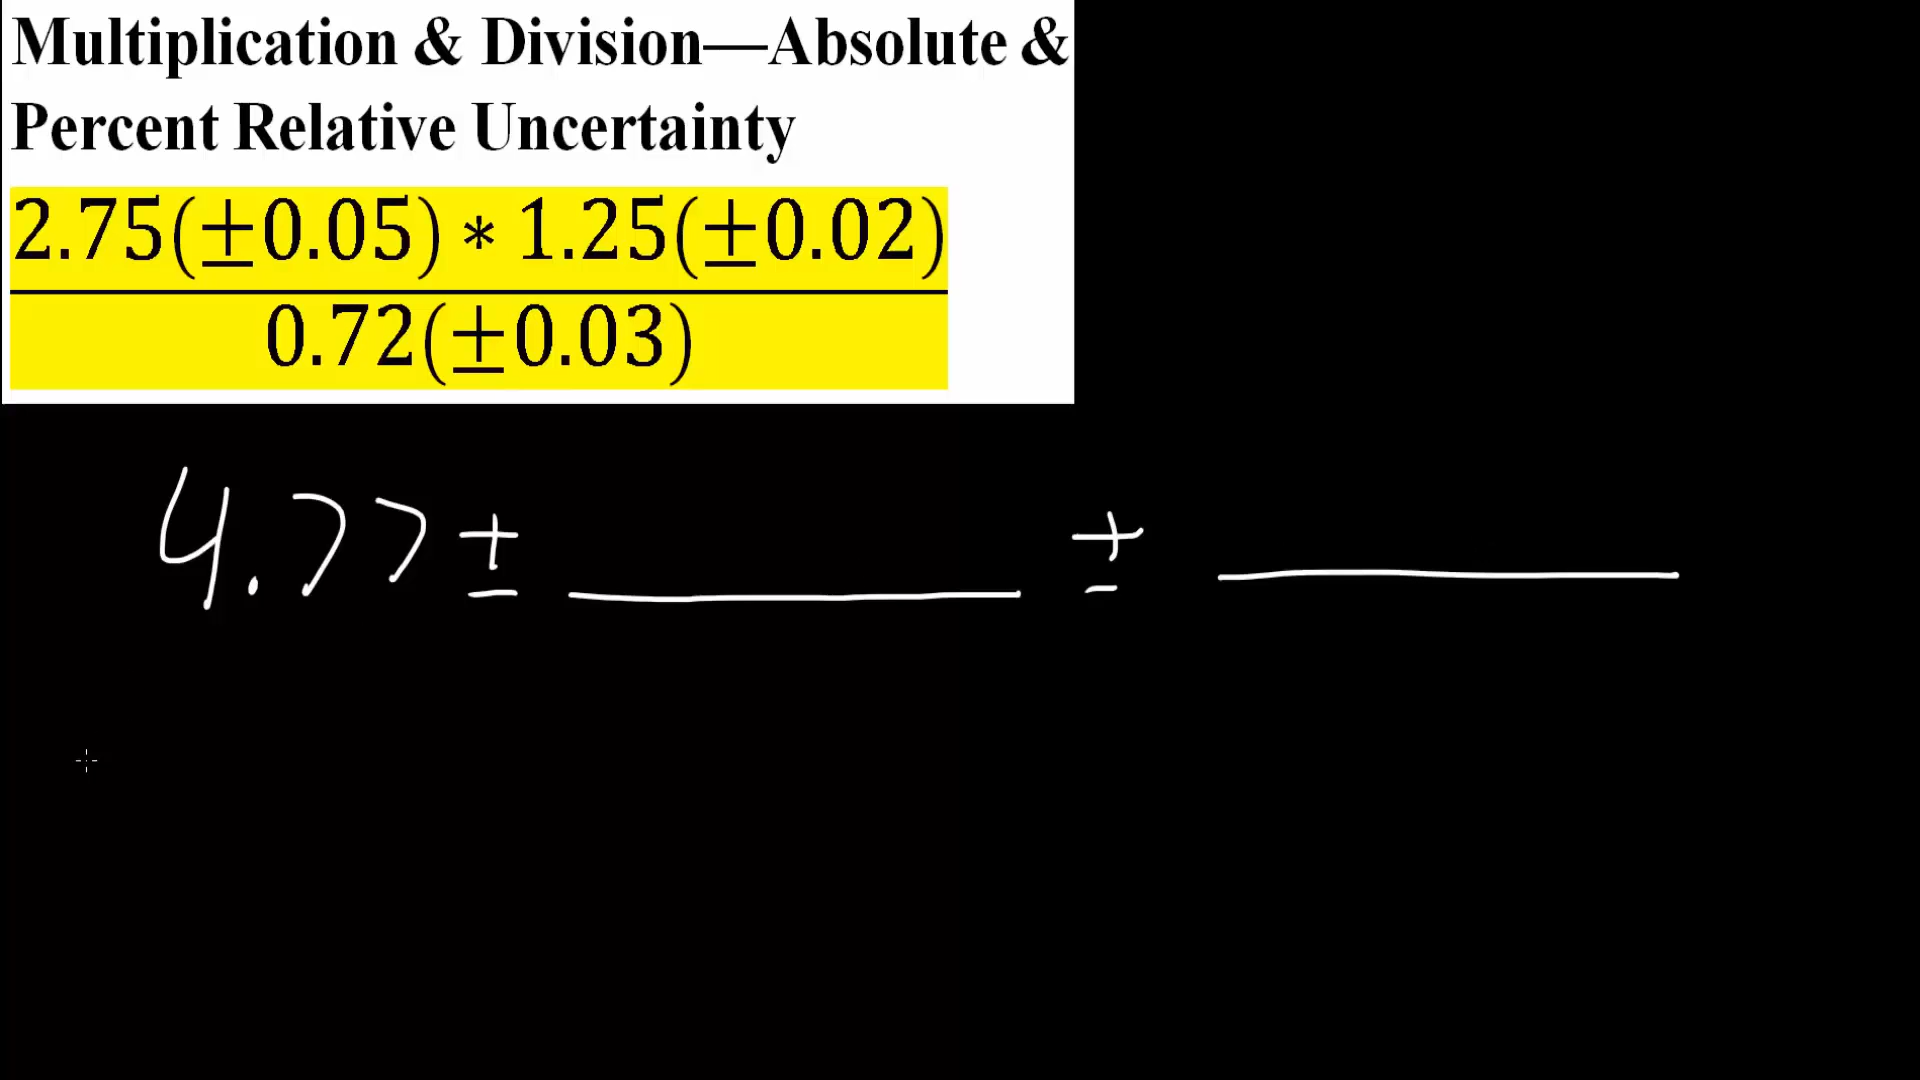 Multiplication & Division—Absolute &
Percent Relative Uncertainty
2.75(±0.05) * 1.25(±0.02)
0.72(±0.03)
4.77 ± ______ ± ______